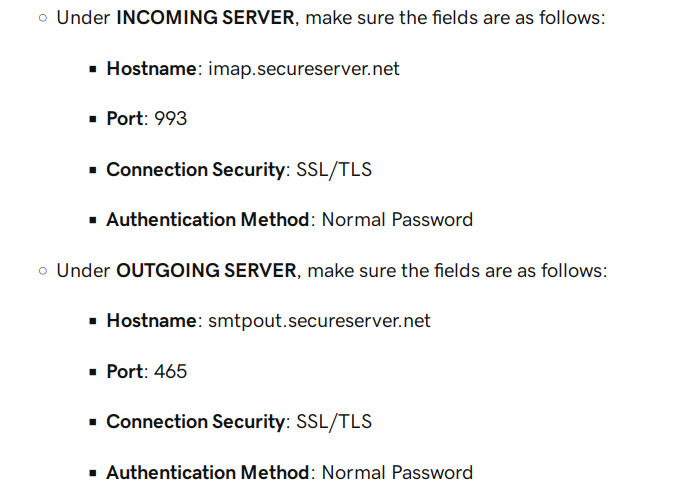 Under INCOMING SERVER, make sure the fields are as follows:
Hostname: imap.secureserver.net
Port: 993
Connection Security: SSL/TLS
Authentication Method: Normal Password
Under OUTGOING SERVER, make sure the fields are as follows:
Hostname: smtpout.secureserver.net
Port: 465
Connection Security: SSL/TLS
Authentication Method: Normal Password